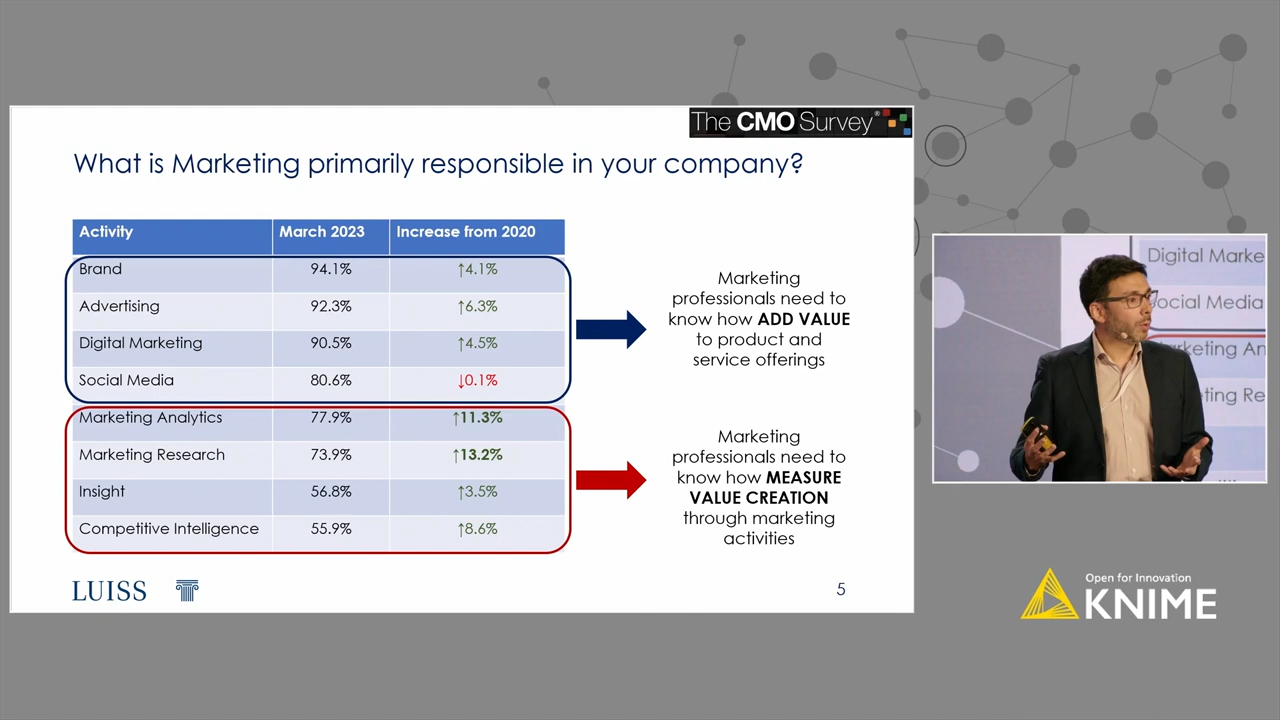 The CMO Survey®
What is Marketing primarily responsible in your company?
Activity March 2023 Increase from 2020
Brand 94.1% ↑4.1%
Advertising 92.3% ↑6.3%
Digital Marketing 90.5% ↑4.5%
Social Media 80.6% ↓0.1%
Marketing Analytics 77.9% ↑11.3%
Marketing Research 73.9% ↑13.2%
Insight 56.8% ↑3.5%
Competitive Intelligence 55.9% ↑8.6%
Marketing
professionals need to
know how ADD VALUE
to product and
service offerings
Marketing
professionals need to
know how MEASURE
VALUE CREATION
through marketing
activities
LUISS
5
Digital Marke
ocial Media
arketing An
ting Re
Open for Innovation
KNIME